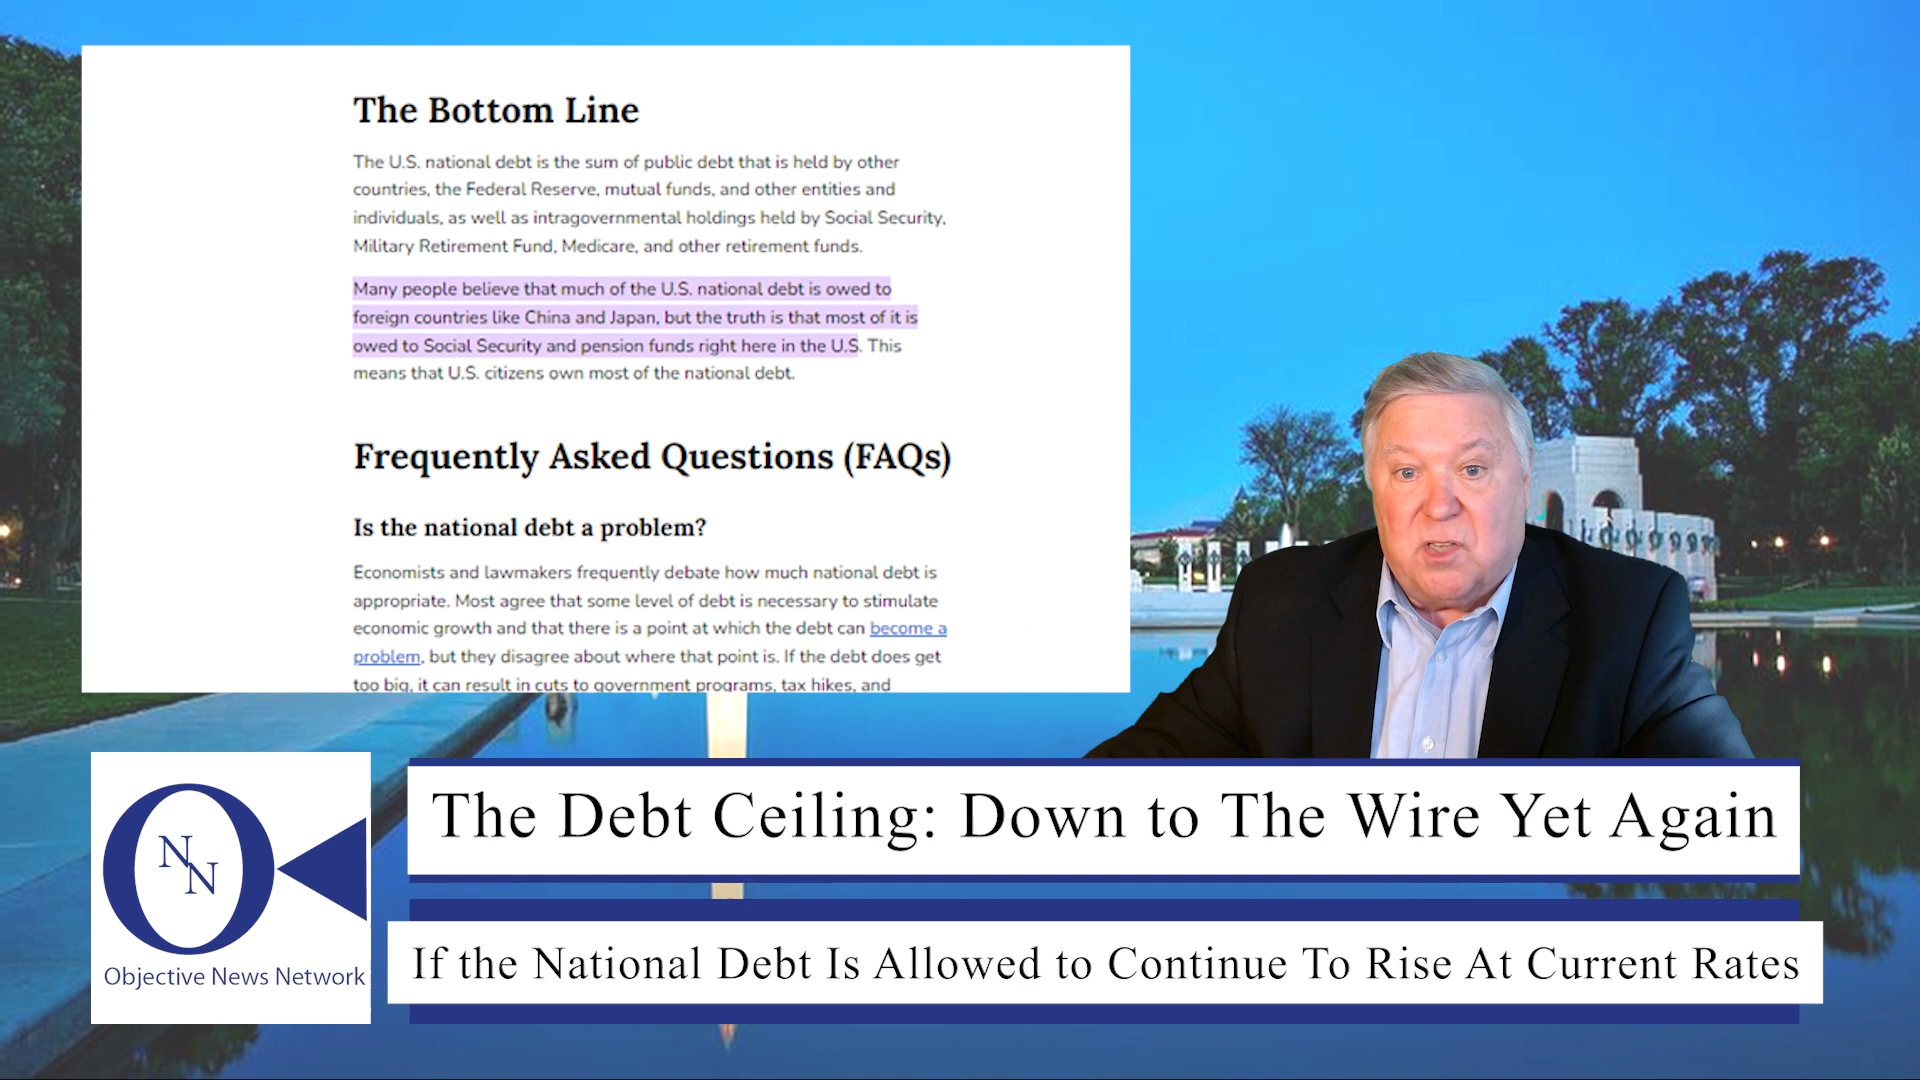 The Bottom Line
The U.S. national debt is the sum of public debt that is held by other
countries, the Federal Reserve, mutual funds, and other entities and
individuals, as well as intragovernmental holdings held by Social Security,
Military Retirement Fund, Medicare, and other retirement funds.
Many people believe that much of the U.S. national debt is owed to
foreign countries like China and Japan, but the truth is that most of it is
owed to Social Security and pension funds right here in the U.S. This
means that U.S. citizens own most of the national debt.
Frequently Asked Questions (FAQs)
Is the national debt a problem?
Economists and lawmakers frequently debate how much national debt is
appropriate. Most agree that some level of debt is necessary to stimulate
economic growth and that there is a point at which the debt can become a
problem, but they disagree about where that point is. If the debt does get
too big, it can result in cuts to government programs, tax hikes, and
The Debt Ceiling: Down to The Wire Yet Again
If the National Debt Is Allowed to Continue To Rise At Current Rates
NN
Objective News Network